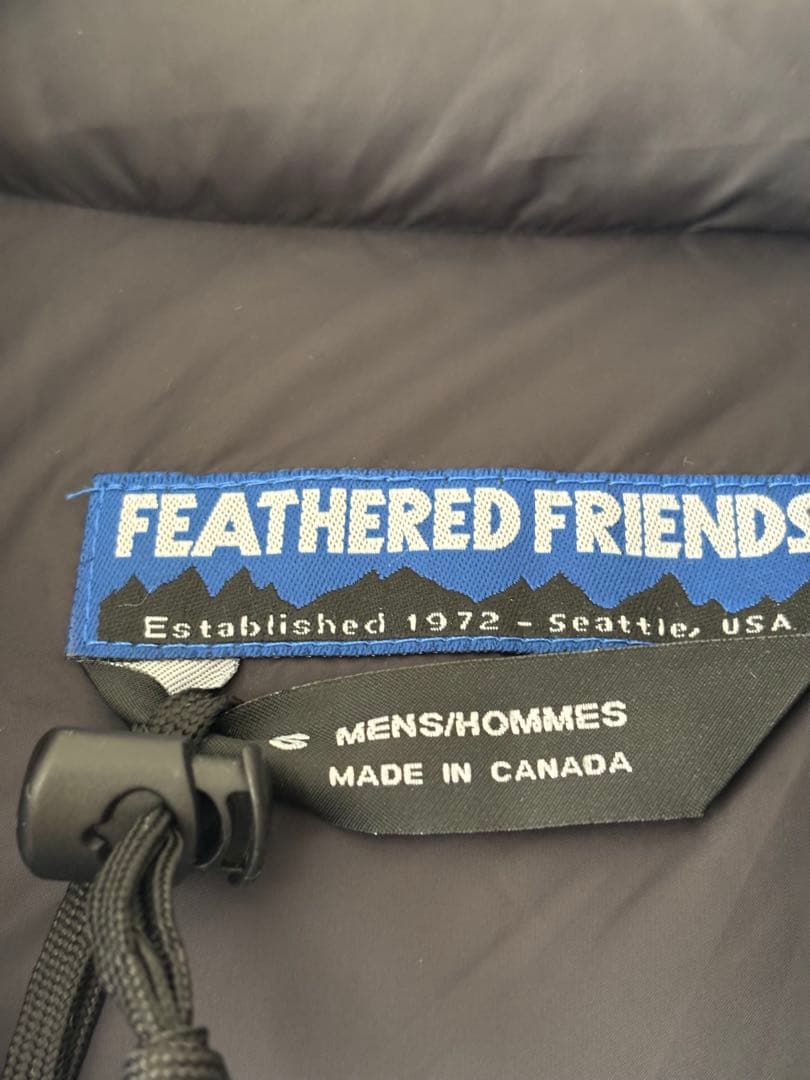 FEATHERED FRIENDS
Established 1972 - Seattle, USA
MENS/HOMMES
MADE IN CANADA